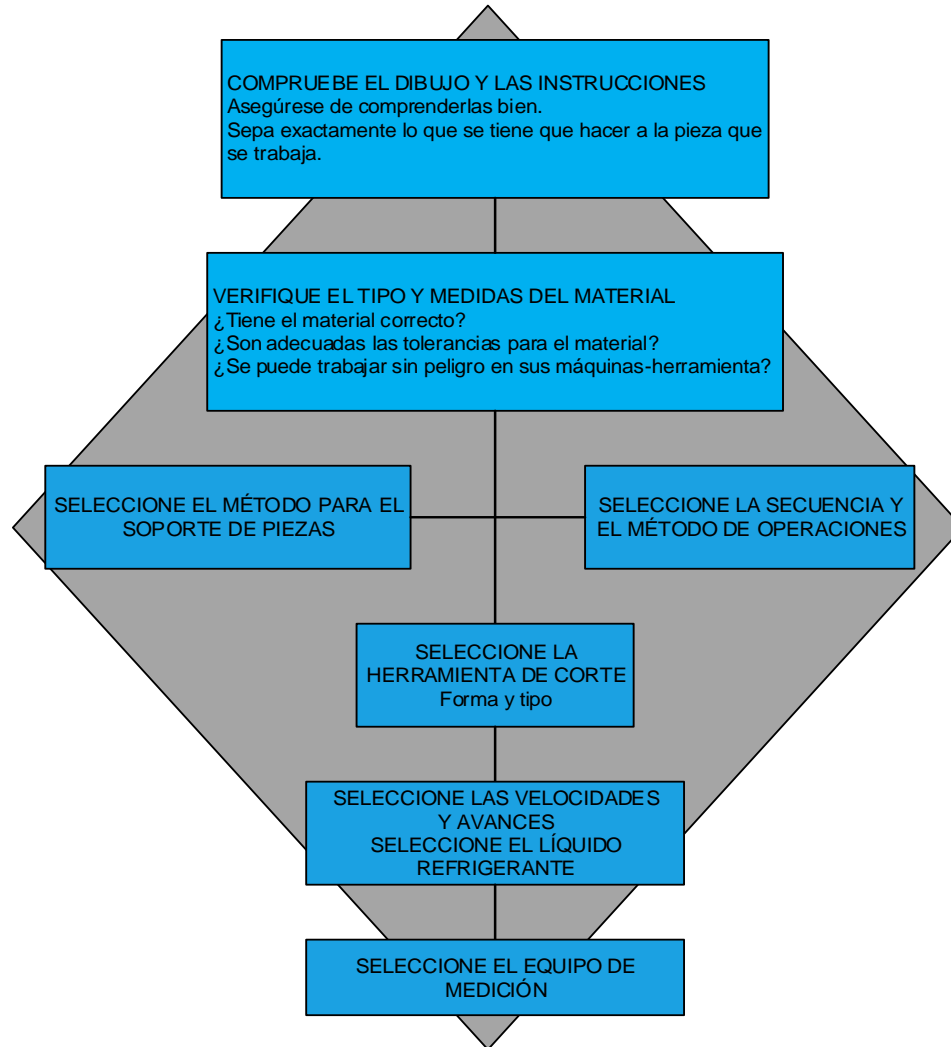 COMPRUEBE EL DIBUJO Y LAS INSTRUCCIONES
Asegúrese de comprenderlas bien.
Sepa exactamente lo que se tiene que hacer a la pieza que
se trabaja.
VERIFIQUE EL TIPO Y MEDIDAS DEL MATERIAL
¿Tiene el material correcto?
¿Son adecuadas las tolerancias para el material?
¿Se puede trabajar sin peligro en sus máquinas-herramienta?
SELECCIONE EL MÉTODO PARA EL
SOPORTE DE PIEZAS
SELECCIONE LA SECUENCIA Y
EL MÉTODO DE OPERACIONES
SELECCIONE LA
HERRAMIENTA DE CORTE
Forma y tipo
SELECCIONE LAS VELOCIDADES
Y AVANCES
SELECCIONE EL LÍQUIDO
REFRIGERANTE
SELECCIONE EL EQUIPO DE
MEDICIÓN